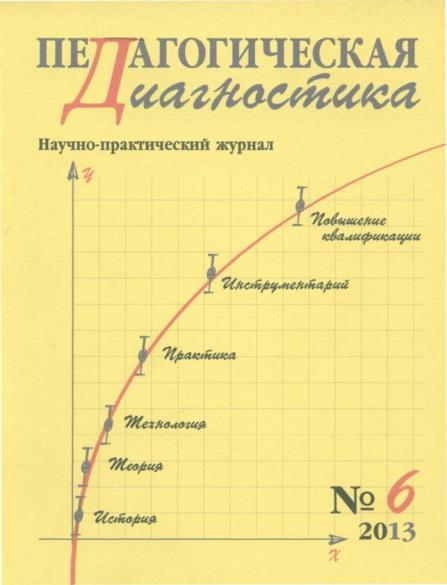 ПЕДАГОГИЧЕСКАЯ
Диагностика
Научно-практический журнал
У
Повышение
квалификации
Инструментарий
Практика
Технология
Теория
История
№ 6
2013
Х